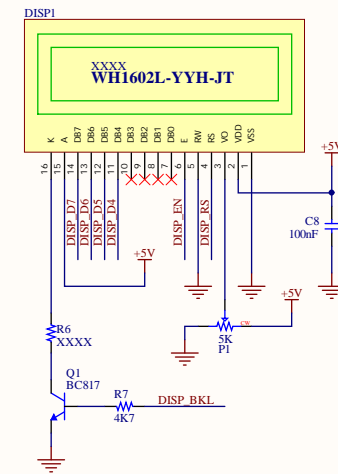 DISP1
XXXX
WH1602L-YYH-JT
K
A
DB7
DB6
DB5
DB4
DB3
DB2
DB1
DB0
E
RW
RS
VO
VDD
VSS
16
15
14
13
12
11
10
9
8
7
6
5
4
3
2
1
DISP_D7
DISP_D6
DISP_D5
DISP_D4
DISP_EN
DISP_RS
+5V
C8
100nF
+5V
+5V
CW
5K
P1
R6
XXXX
Q1
BC817
R7
4K7
DISP_BKL